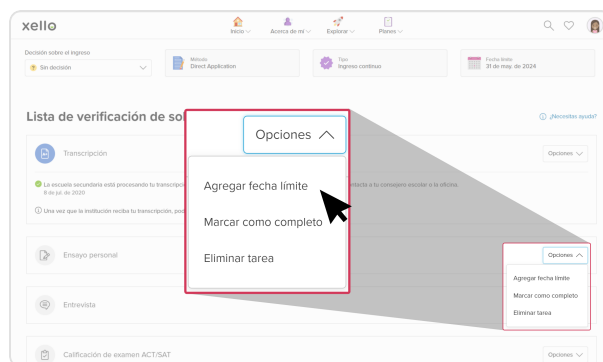 xello
Inicio
Acerca de mí
Explorar
Planes
Decisión sobre el ingreso
Sin decisión
Método
Direct Application
Tipo
Ingreso continuo
Fecha límite
31 de may. de 2024
Lista de verificación de so
¿Necesitas ayuda?
Opciones
Transcripción
Opciones
Agregar fecha límite
La escuela secundaria está procesando tu transcripc
ntacta a tu consejero escolar o la oficina.
8 de jul. de 2020
Una vez que la institución reciba tu transcripción, pod
Marcar como completo
Eliminar tarea
Ensayo personal
Opciones
Agregar fecha límite
Marcar como completo
Eliminar tarea
Entrevista
Calificación de examen ACT/SAT
Opciones